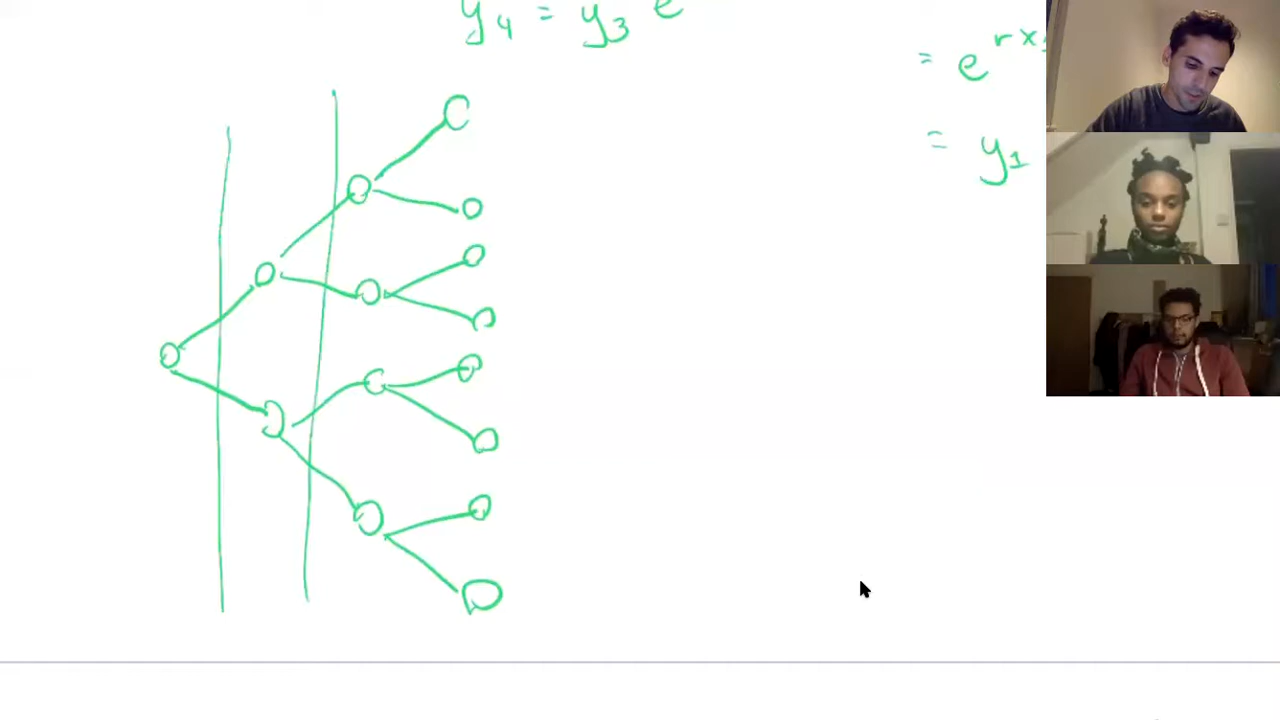 y₄ = y₃ e
= e^{rx
= y₁